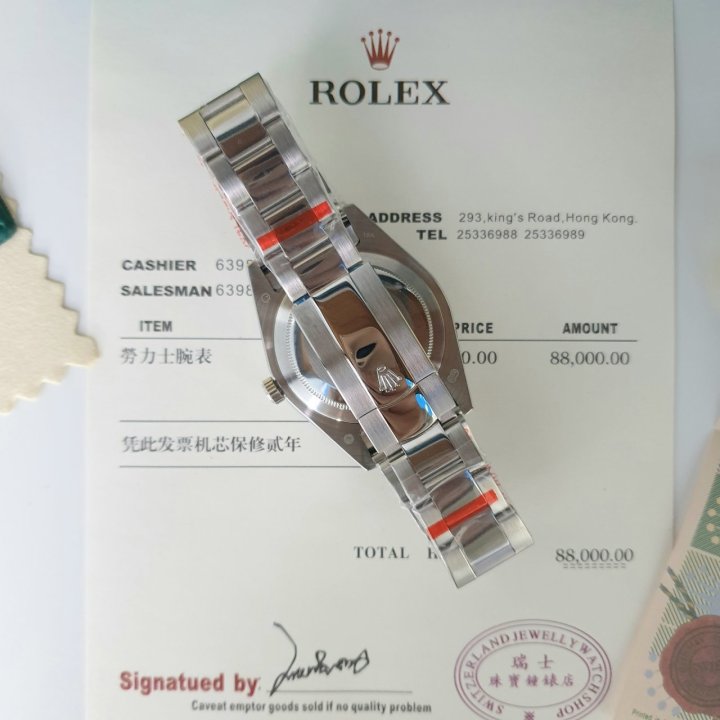 ROLEX
ADDRESS 293,king's Road,Hong Kong.
TEL 25336988 25336989
CASHIER
SALESMAN
ITEM PRICE AMOUNT
勞力士腕表 88,000.00
凭此发票机芯保修贰年
TOTAL 88,000.00
Signatued by
Caveat emptor goods sold if no quality problem
SWITZERLAND JEWELLY WATCH SHOP
瑞士
珠寶鐘錶店